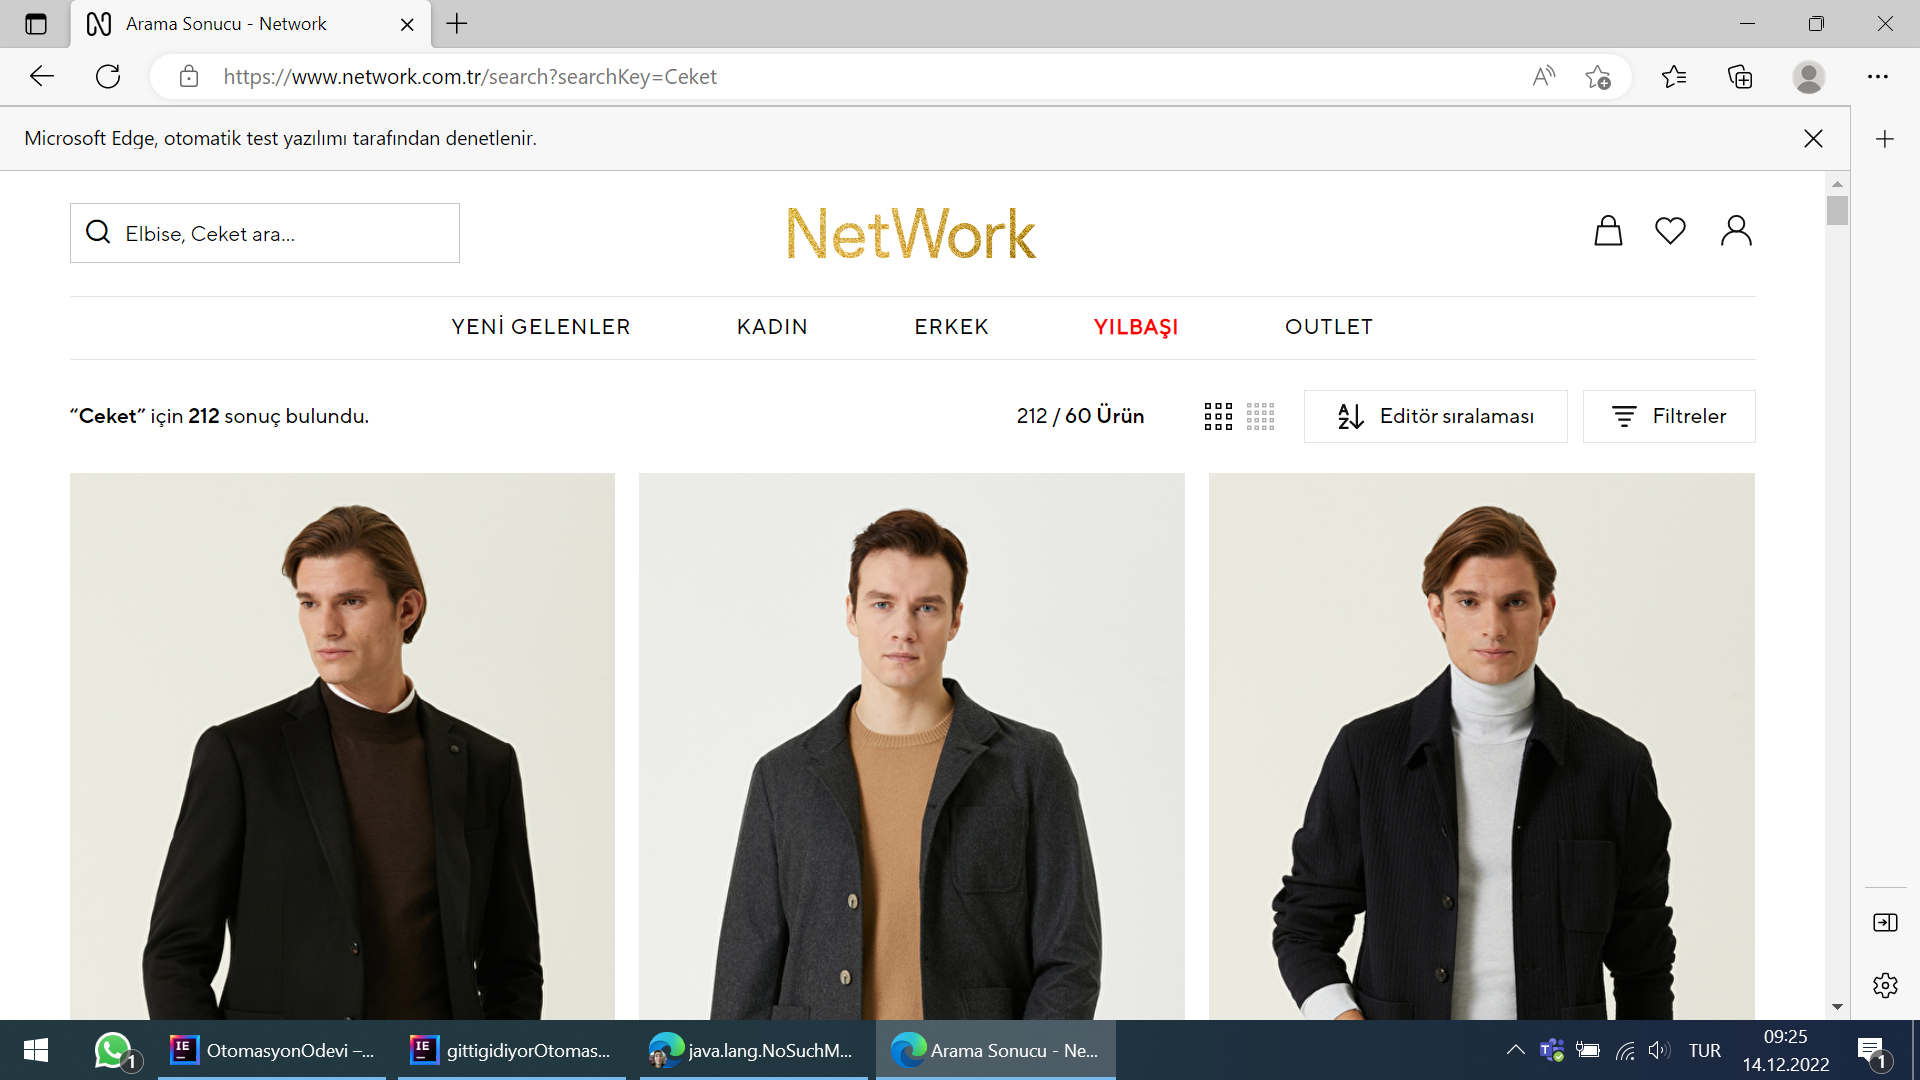 Arama Sonucu - Network
https://www.network.com.tr/search?searchKey=Ceket
Microsoft Edge, otomatik test yazılımı tarafından denetlenir.
Elbise, Ceket ara...
NetWork
YENİ GELENLER KADIN ERKEK YILBAŞI OUTLET
“Ceket” için 212 sonuç bulundu.
212 / 60 Ürün
Editör sıralaması
Filtreler
1
OtomasyonOdevi –...
gittigidiyorOtomas...
java.lang.NoSuchM...
Arama Sonucu - Ne...
TUR
09:25
14.12.2022
1